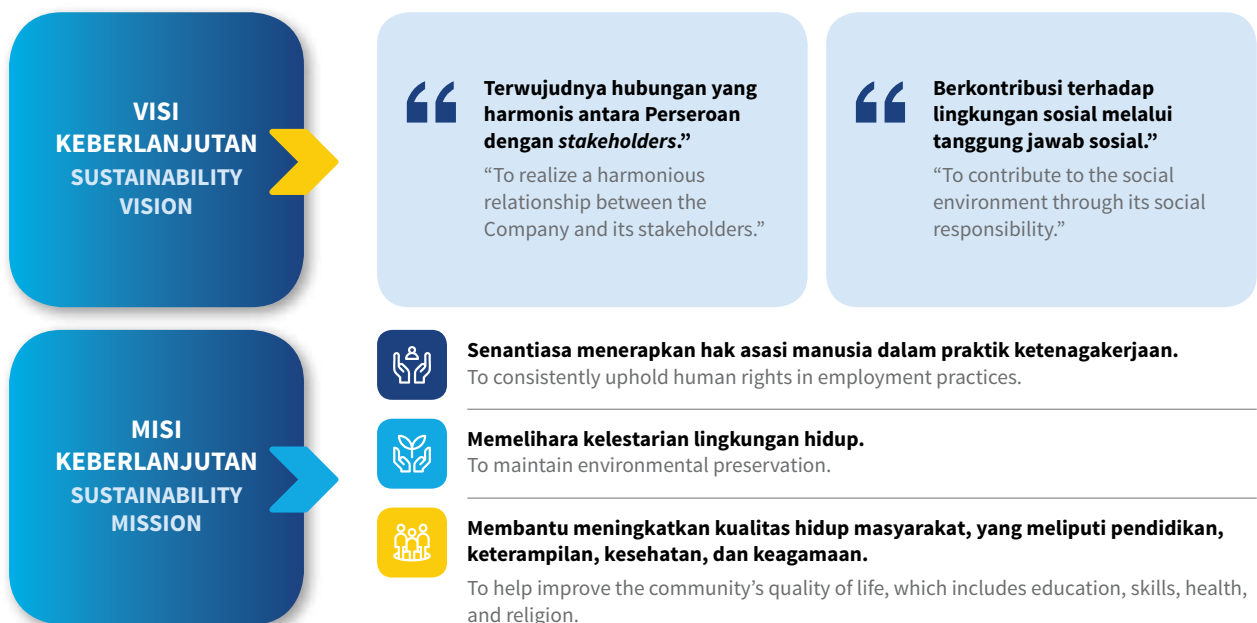 VISI
KEBERLANJUTAN
SUSTAINABILITY
VISION
“
Terwujudnya hubungan yang
harmonis antara Perseroan
dengan stakeholders.”
“To realize a harmonious
relationship between the
Company and its stakeholders.”
“
Berkontribusi terhadap
lingkungan sosial melalui
tanggung jawab sosial.”
“To contribute to the social
environment through its social
responsibility.”
MISI
KEBERLANJUTAN
SUSTAINABILITY
MISSION
Senantiasa menerapkan hak asasi manusia dalam praktik ketenagakerjaan.
To consistently uphold human rights in employment practices.
Memelihara kelestarian lingkungan hidup.
To maintain environmental preservation.
Membantu meningkatkan kualitas hidup masyarakat, yang meliputi pendidikan,
keterampilan, kesehatan, dan keagamaan.
To help improve the community’s quality of life, which includes education, skills, health,
and religion.